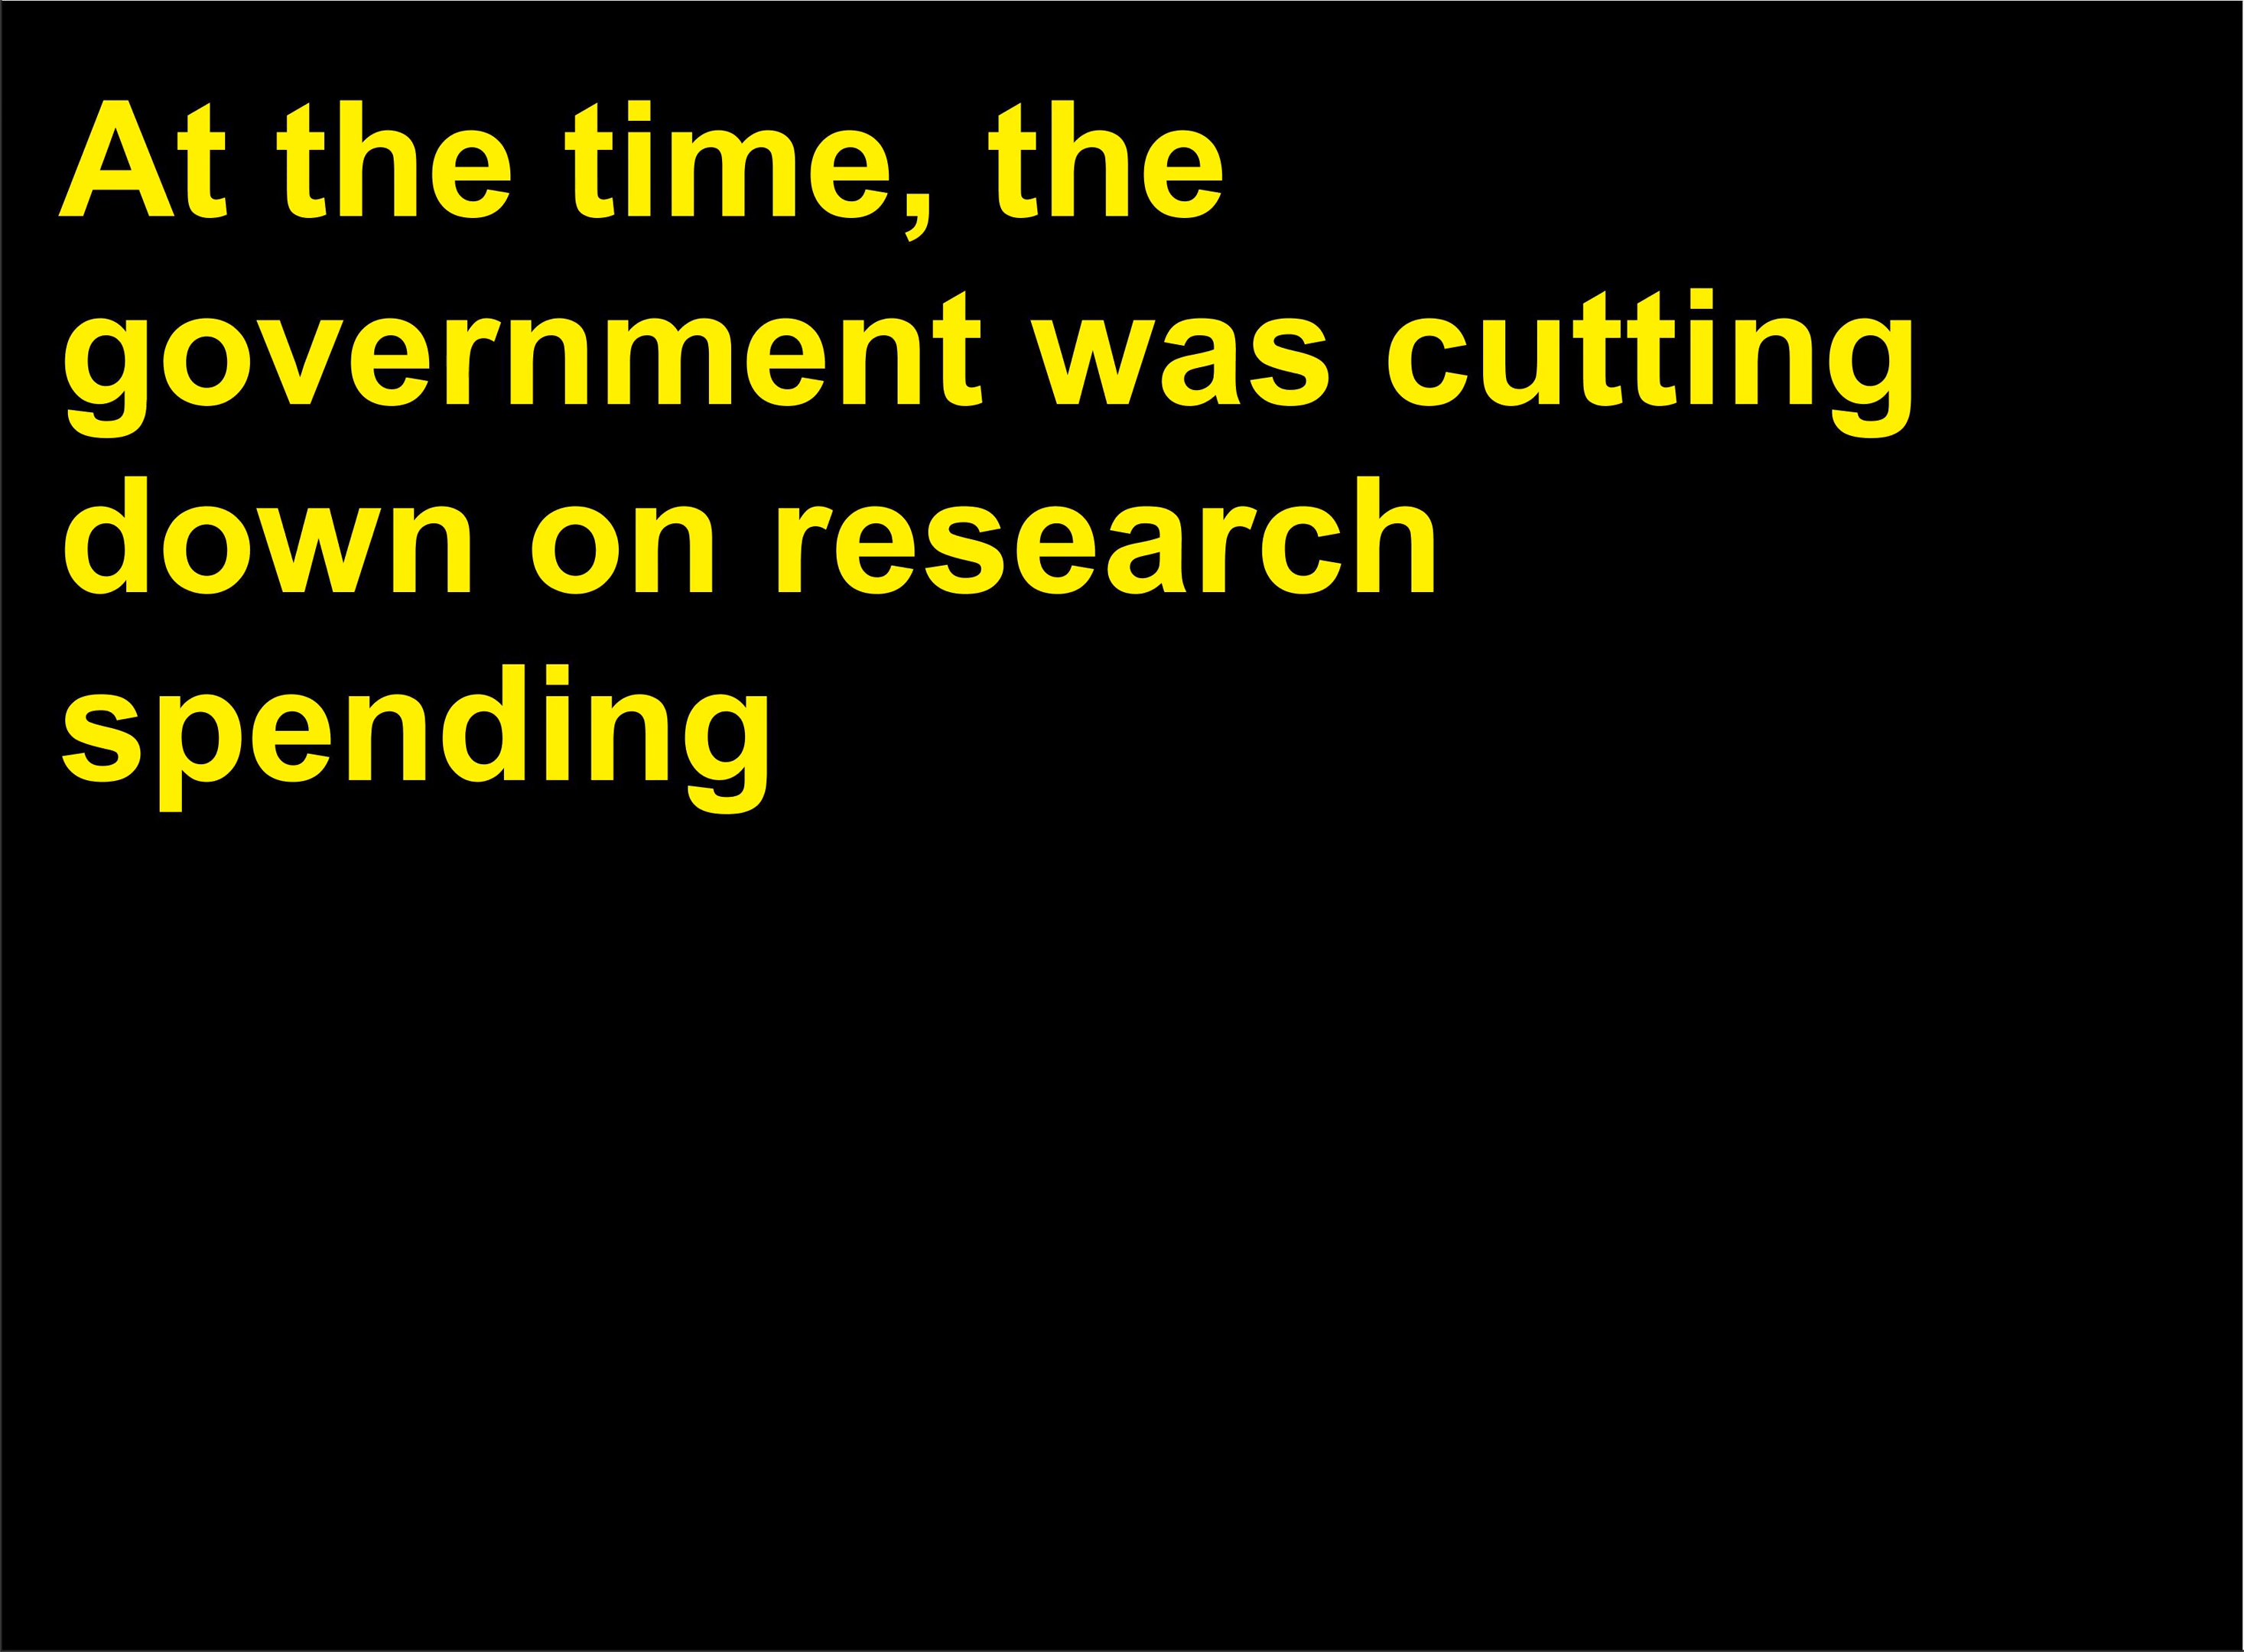 At the time, the
government was cutting
down on research
spending